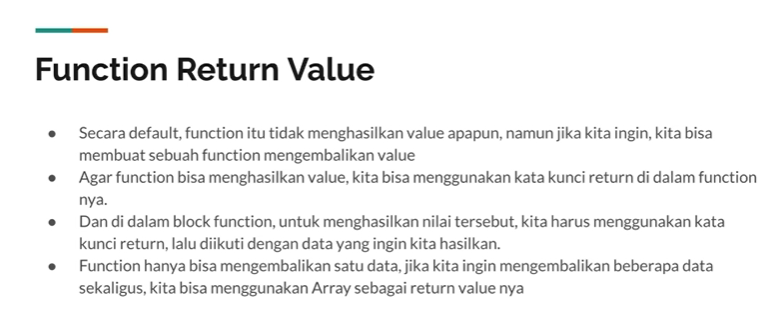 Function Return Value
● Secara default, function itu tidak menghasilkan value apapun, namun jika kita ingin, kita bisa
membuat sebuah function mengembalikan value
● Agar function bisa menghasilkan value, kita bisa menggunakan kata kunci return di dalam function
nya.
● Dan di dalam block function, untuk menghasilkan nilai tersebut, kita harus menggunakan kata
kunci return, lalu diikuti dengan data yang ingin kita hasilkan.
● Function hanya bisa mengembalikan satu data, jika kita ingin mengembalikan beberapa data
sekaligus, kita bisa menggunakan Array sebagai return value nya